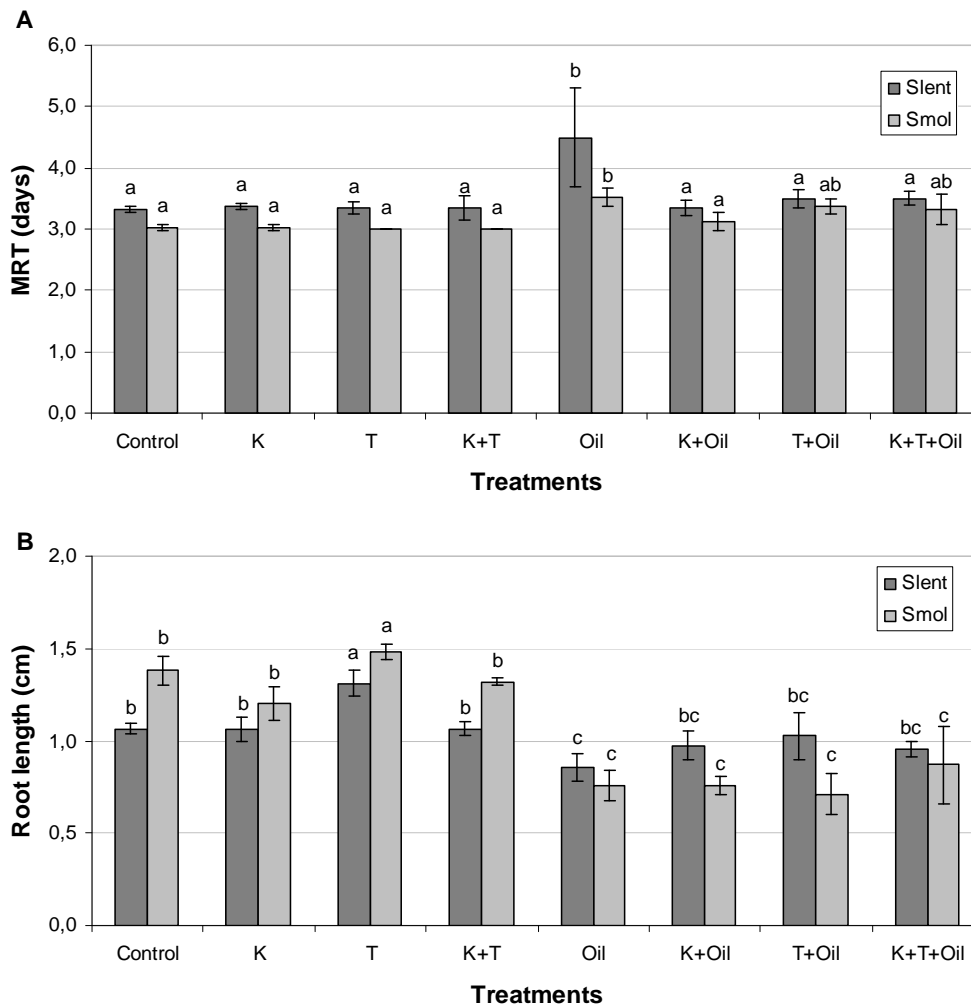 A
6,0
b
Slent
Smol
5,0
4,0
b
a a a a a a a a a a a ab a ab
3,0
2,0
1,0
0,0
MRT (days)
Control K T K+T Oil K+Oil T+Oil K+T+Oil
Treatments
B
2,0
Slent
Smol
b b b b a a b b c c bc c bc c bc c
1,5
1,0
0,5
0,0
Root length (cm)
Control K T K+T Oil K+Oil T+Oil K+T+Oil
Treatments